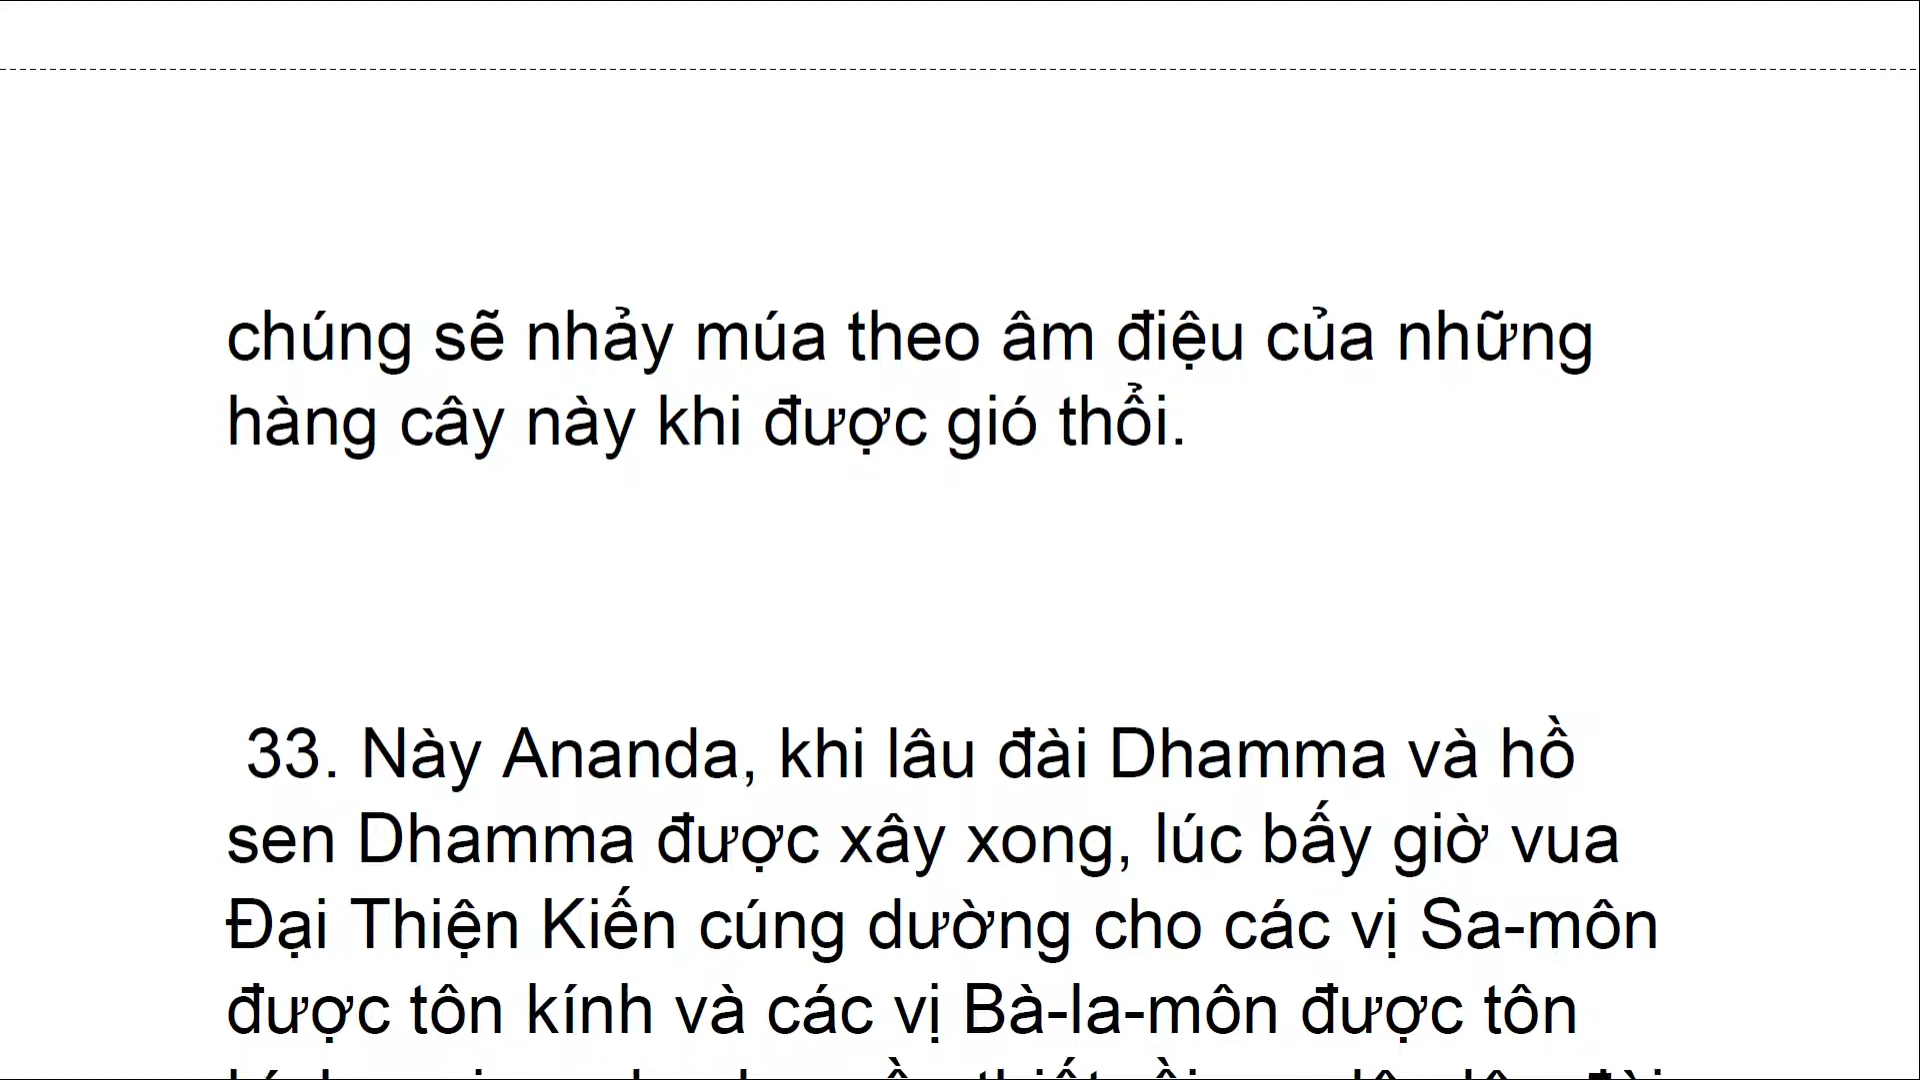 chúng sẽ nhảy múa theo âm điệu của những
hàng cây này khi được gió thổi.
33. Này Ananda, khi lâu đài Dhamma và hồ
sen Dhamma được xây xong, lúc bấy giờ vua
Đại Thiện Kiến cúng dường cho các vị Sa-môn
được tôn kính và các vị Bà-la-môn được tôn